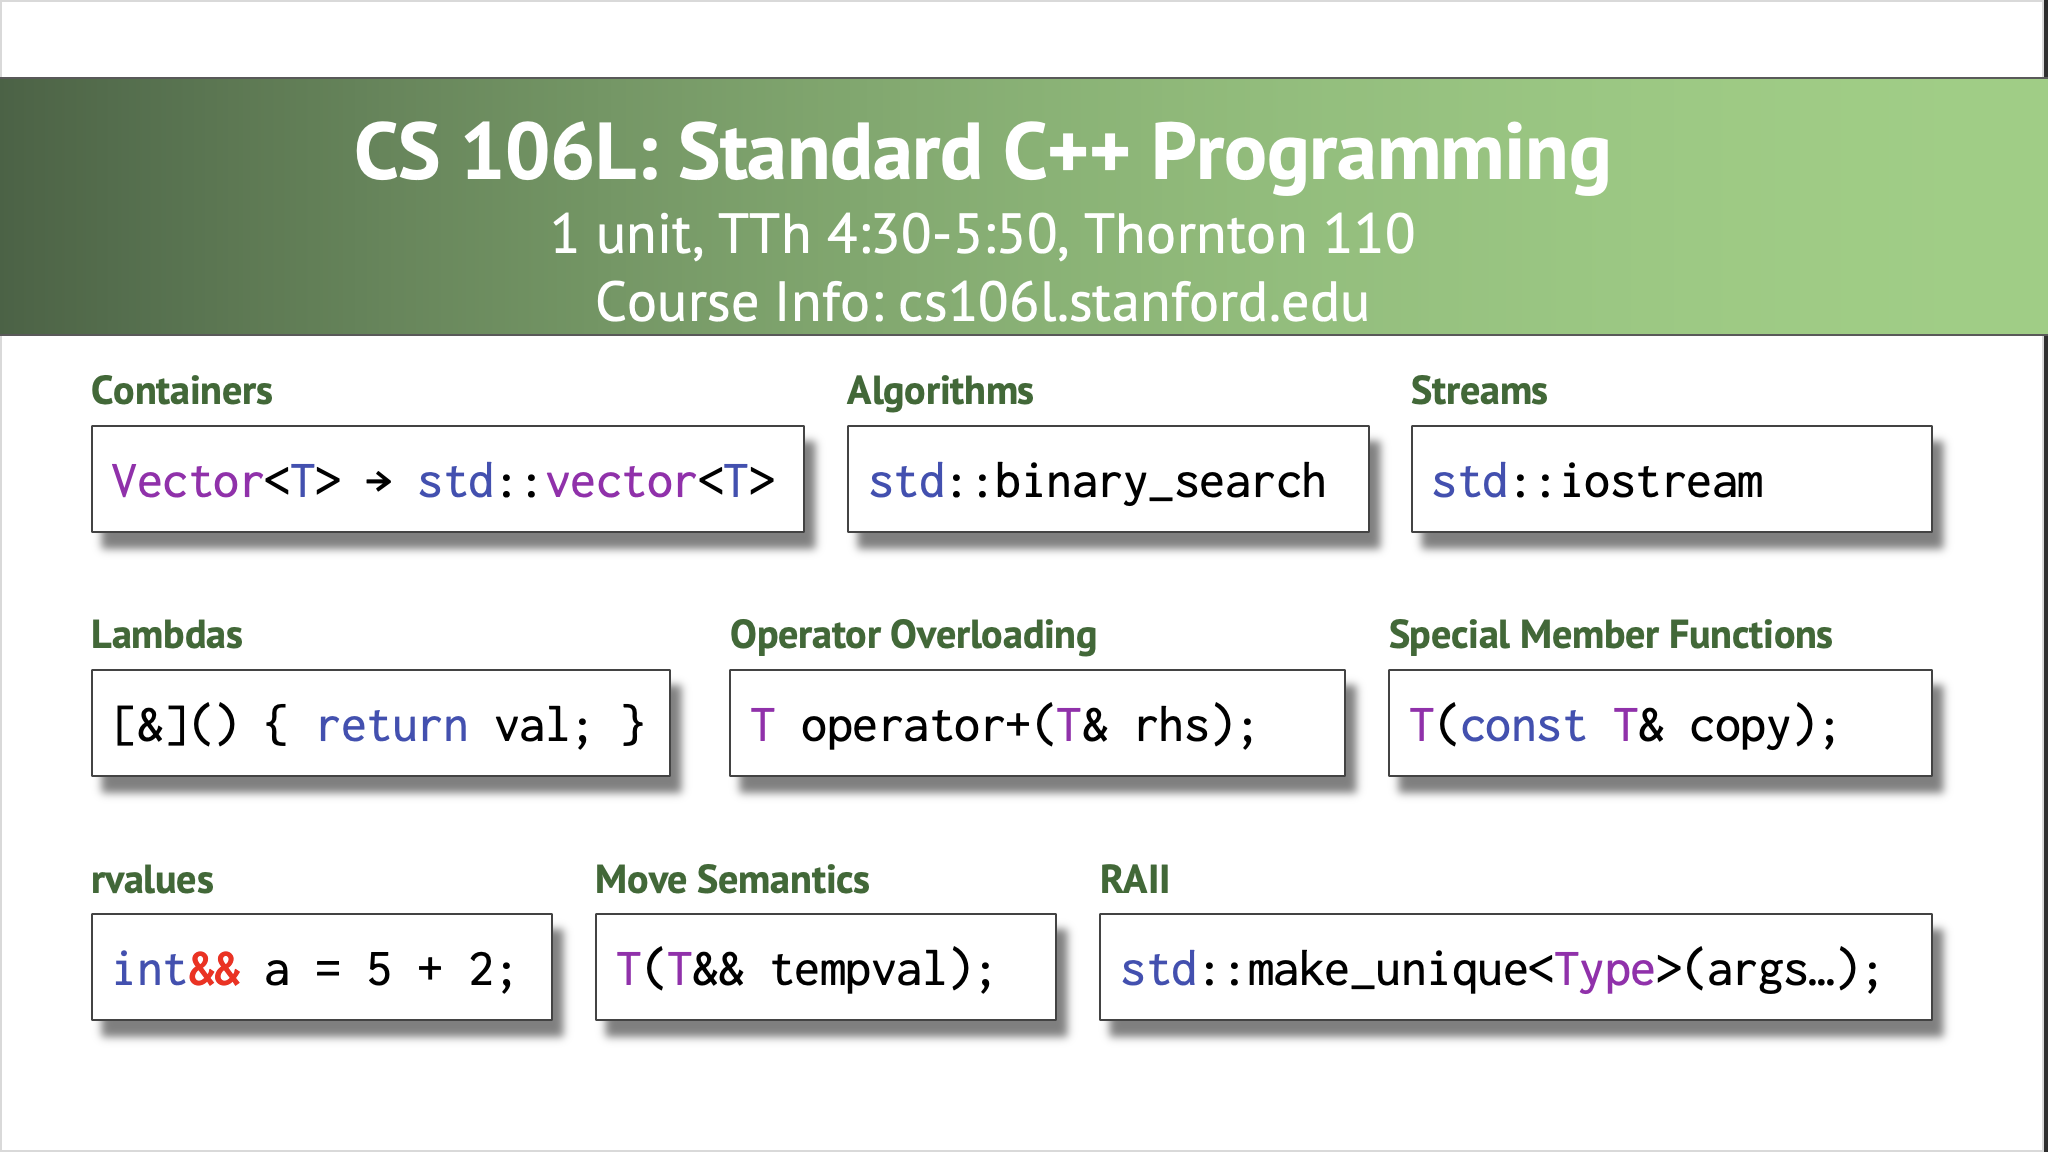 CS 106L: Standard C++ Programming
1 unit, TTh 4:30-5:50, Thornton 110
Course Info: cs106l.stanford.edu
Containers
Vector<T> → std::vector<T>
Algorithms
std::binary_search
Streams
std::iostream
Lambdas
[&]() { return val; }
Operator Overloading
T operator+(T& rhs);
Special Member Functions
T(const T& copy);
rvalues
int&& a = 5 + 2;
Move Semantics
T(T&& tempval);
RAII
std::make_unique<Type>(args…);